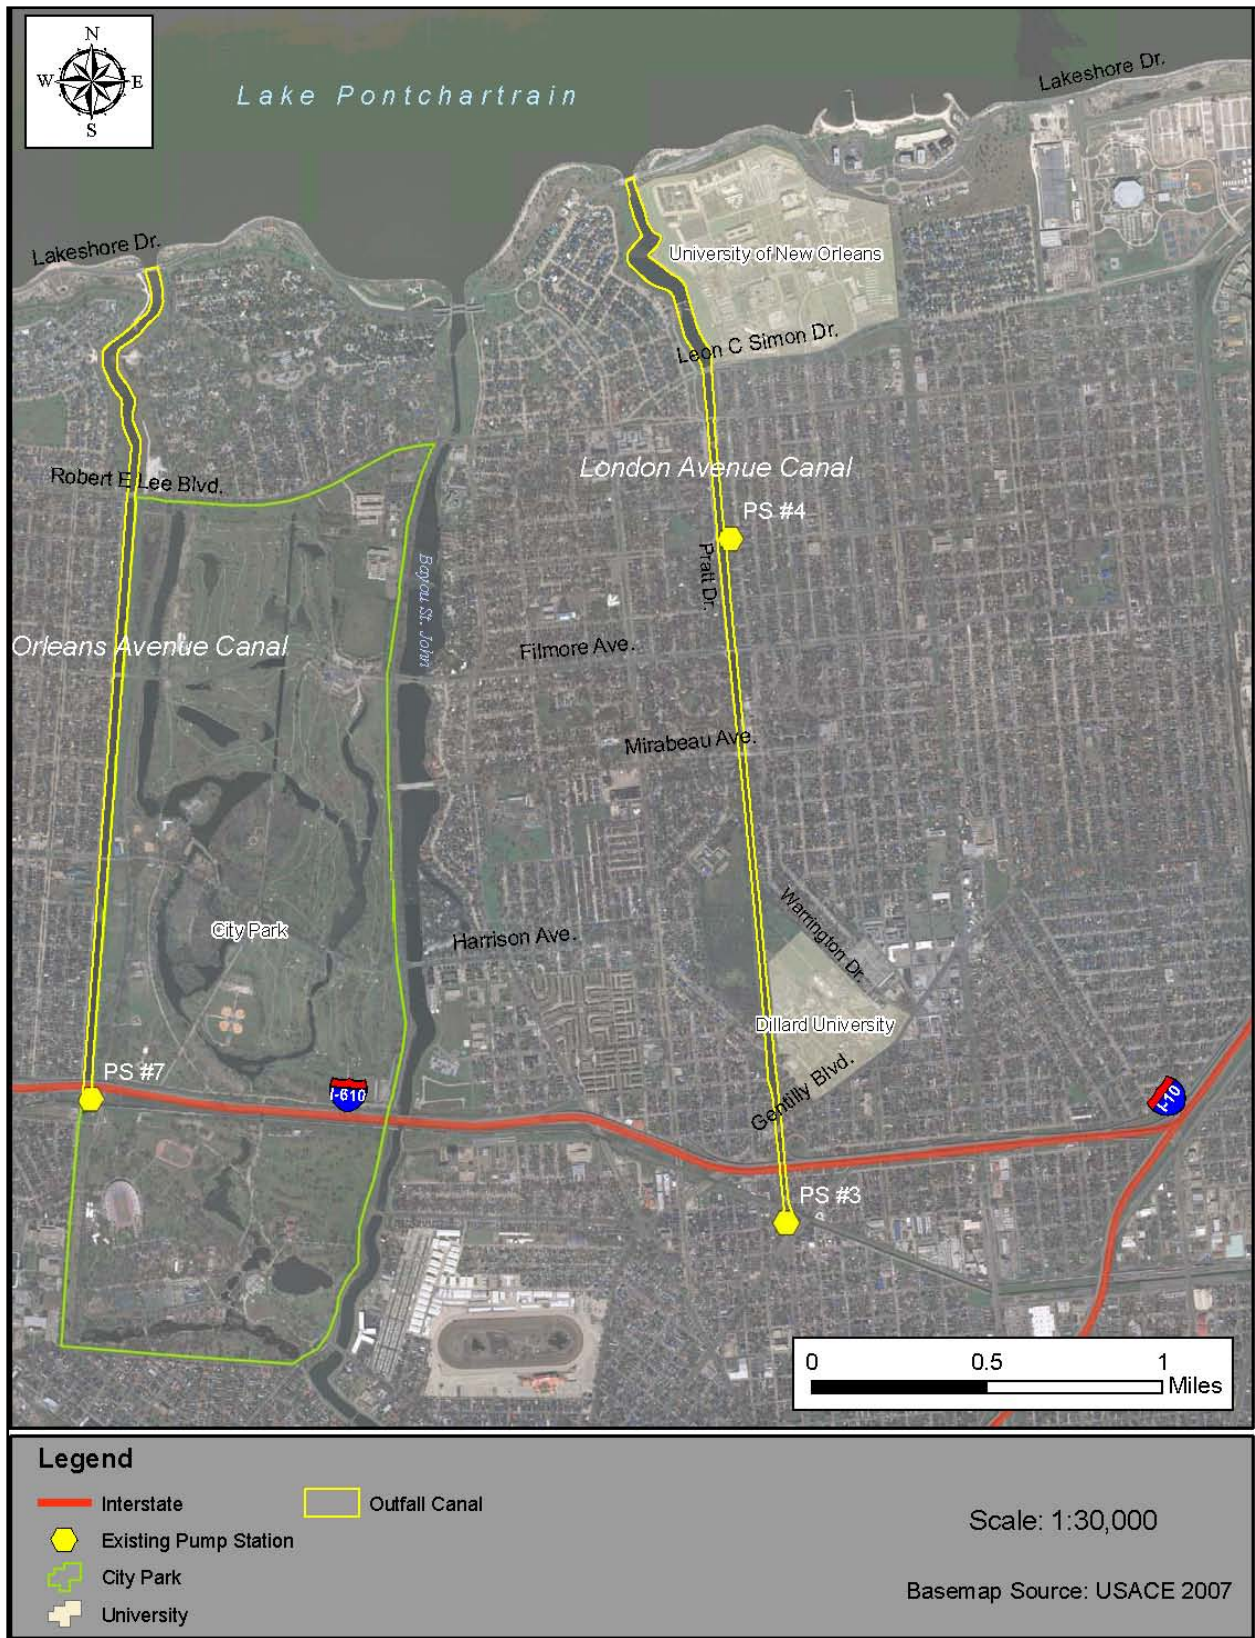 N
W E
S
Lake Pontchartrain
Lakeshore Dr.
Lakeshore Dr.
University of New Orleans
Leon C Simon Dr.
Robert E Lee Blvd.
London Avenue Canal
PS #4
Pratt Dr.
Bayou St. John
Orleans Avenue Canal
Filmore Ave.
Mirabeau Ave.
City Park
Harrison Ave.
Warrington Dr.
Dillard University
Gentilly Blvd.
PS #7
I-610
I-10
PS #3
0 0.5 1
Miles
Legend
Interstate
Outfall Canal
Existing Pump Station
City Park
University
Scale: 1:30,000
Basemap Source: USACE 2007